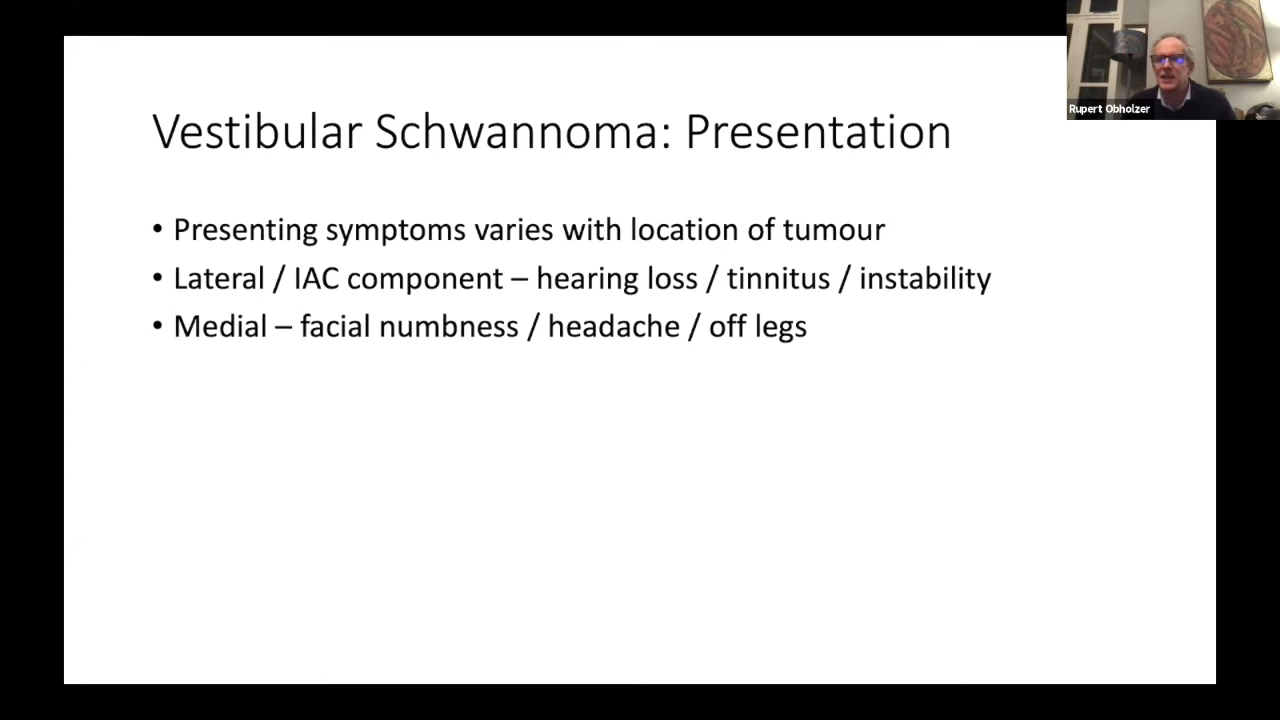 Rupert Obholzer
Vestibular Schwannoma: Presentation
• Presenting symptoms varies with location of tumour
• Lateral / IAC component – hearing loss / tinnitus / instability
• Medial – facial numbness / headache / off legs